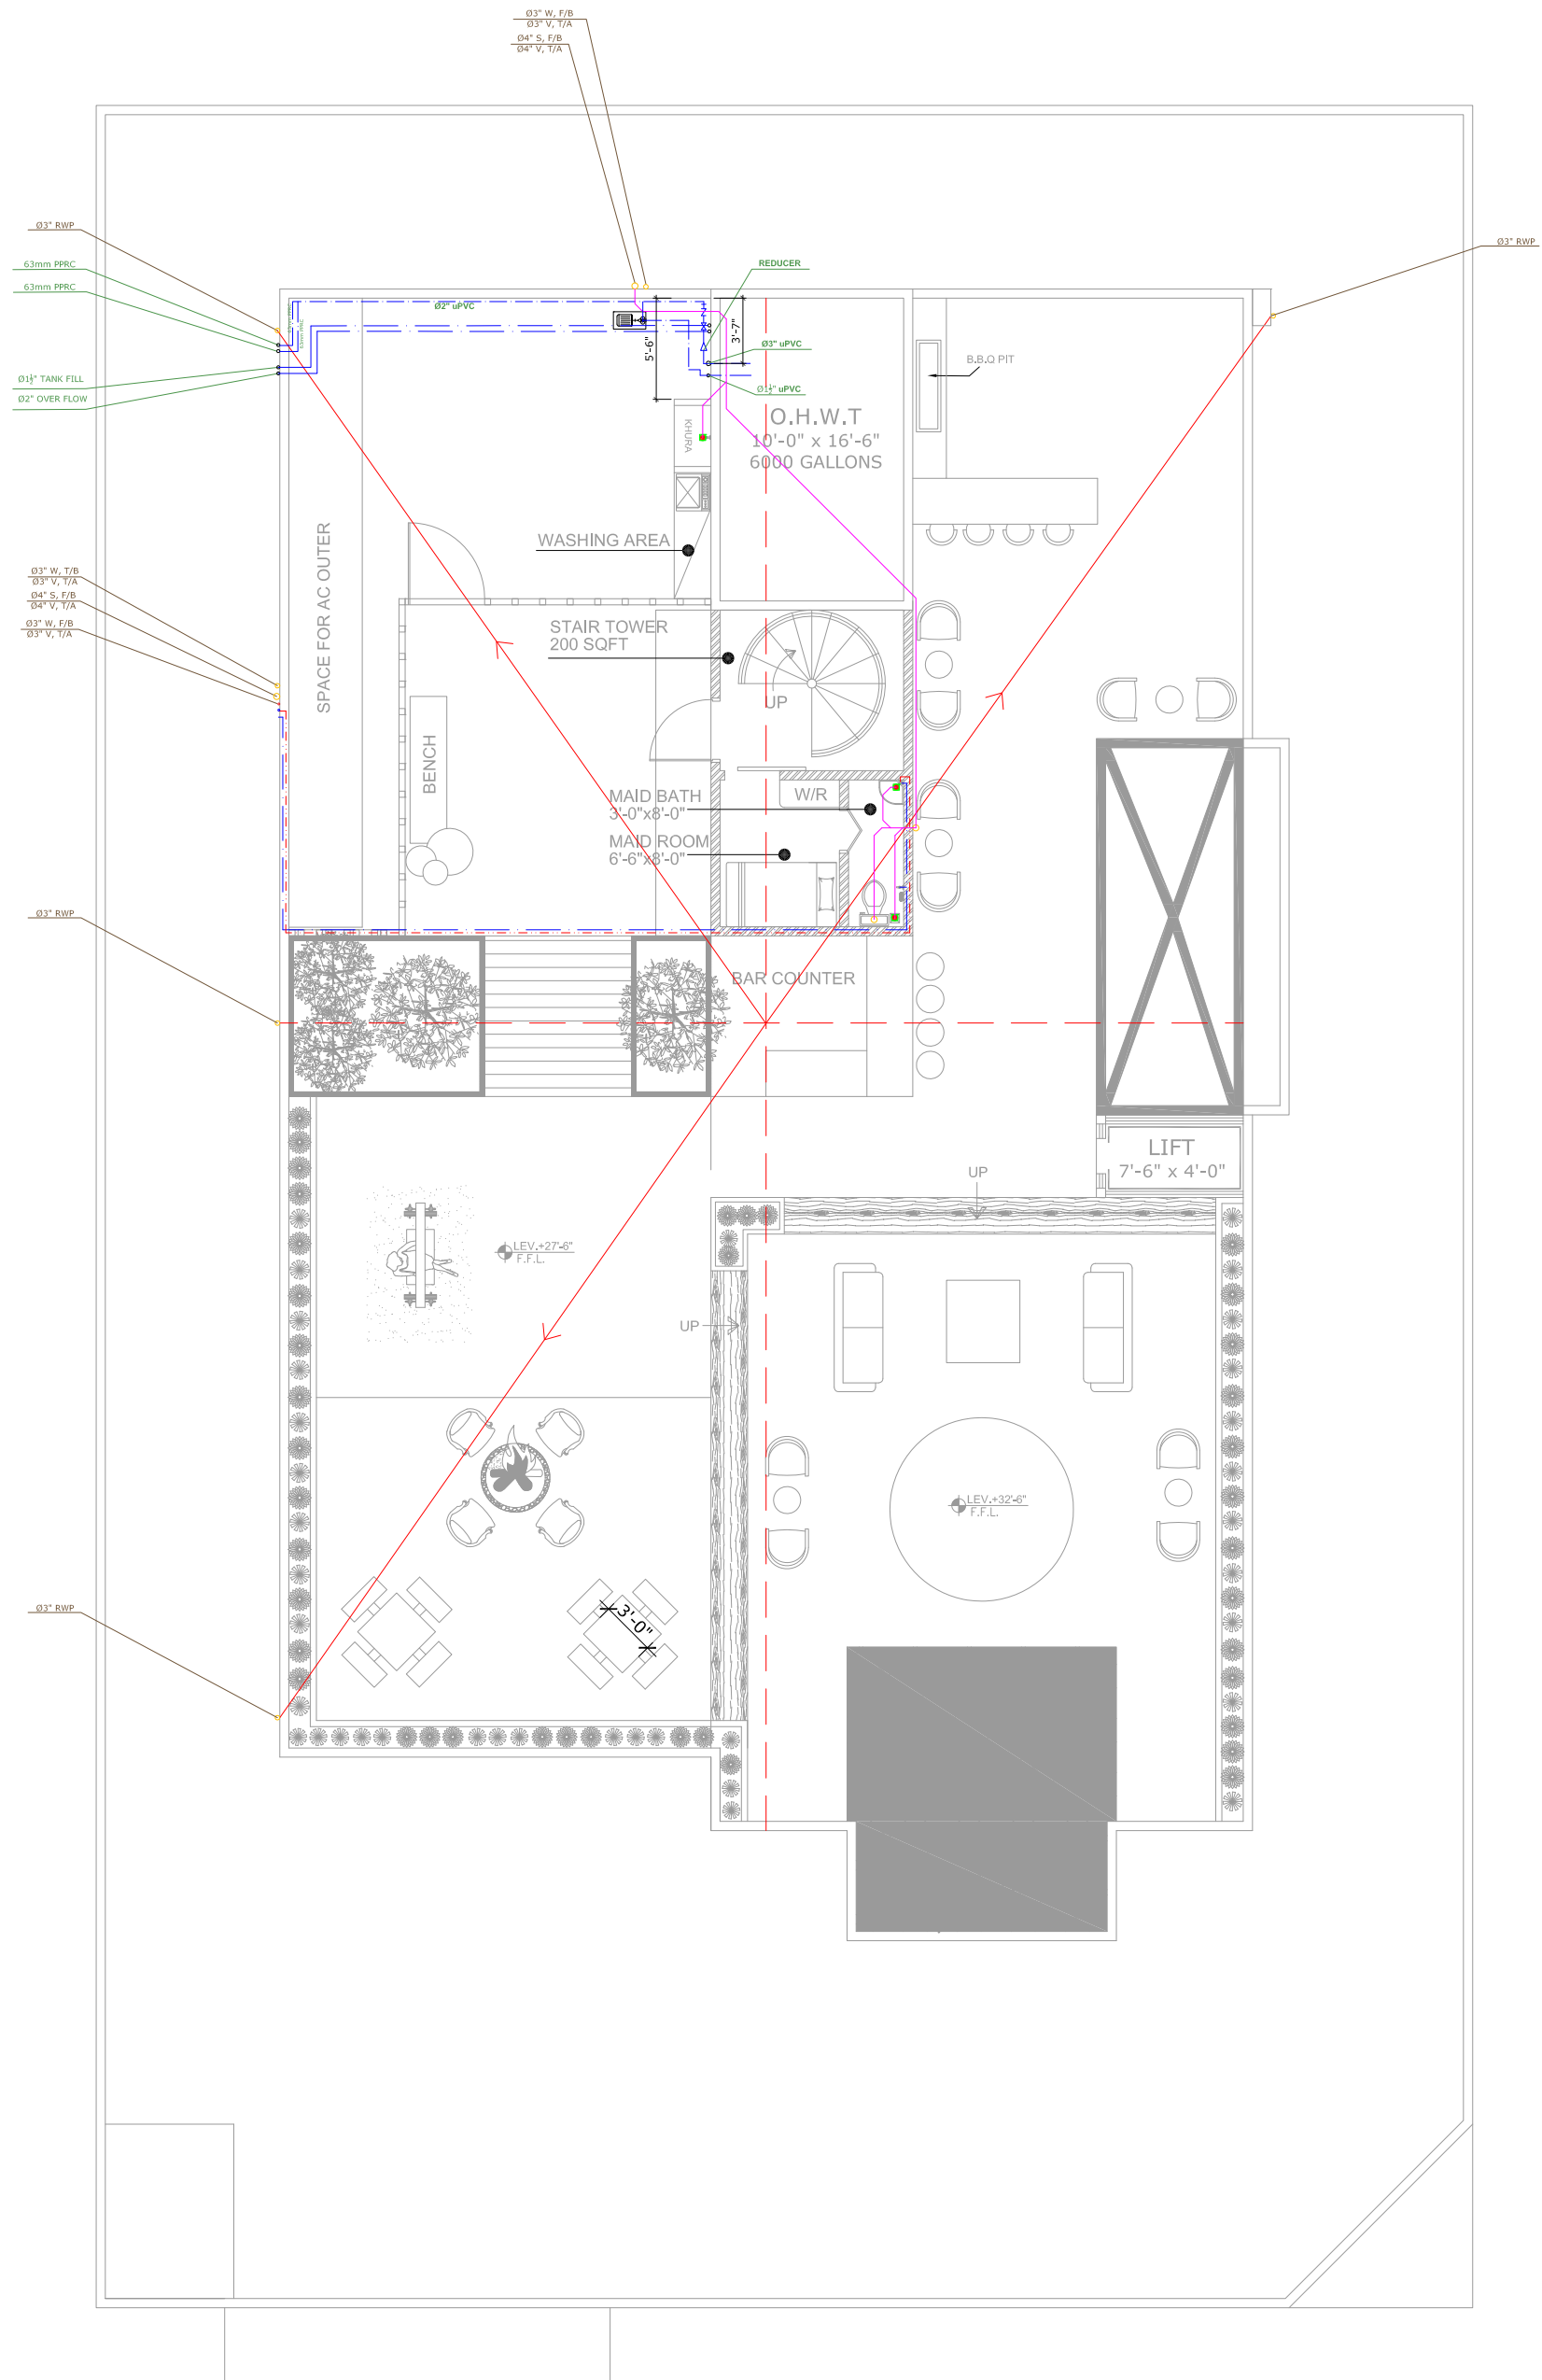 Ø3" W, F/B
Ø3" V, T/A
Ø4" S, F/B
Ø4" V, T/A
Ø3" RWP
Ø3" RWP
63mm PPRC
63mm PPRC
REDUCER
Ø2" uPVC
3'-7"
5'-6"
Ø3" uPVC
B.B.Q PIT
Ø1½" TANK FILL
Ø2" OVER FLOW
Ø1½" uPVC
O.H.W.T
10'-0" x 16'-6"
6000 GALLONS
KHURA
WASHING AREA
SPACE FOR AC OUTER
Ø3" W, T/B
Ø3" V, T/A
Ø4" S, F/B
Ø4" V, T/A
Ø3" W, F/B
Ø3" V, T/A
STAIR TOWER
200 SQFT
UP
BENCH
MAID BATH
3'-0"x8'-0"
W/R
MAID ROOM
6'-6"x8'-0"
Ø3" RWP
BAR COUNTER
LIFT
7'-6" x 4'-0"
UP
LEV.+27'-6"
F.F.L.
UP
LEV.+32'-6"
F.F.L.
Ø3" RWP
3'-0"